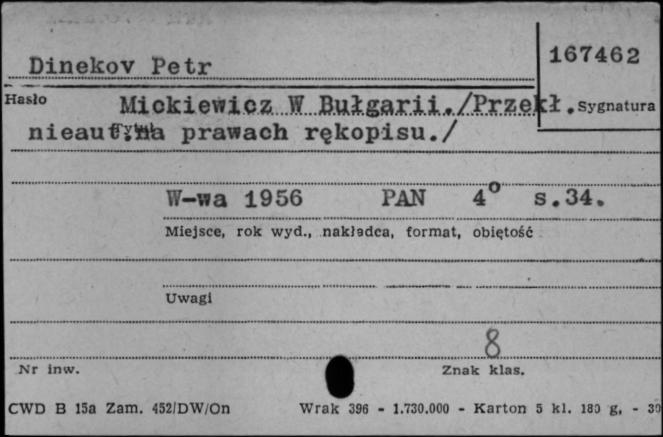 Dinekov Petr
167462
Hasło
Mickiewicz W Bułgarii./Przekł.
Sygnatura
nieaut.na prawach rękopisu./
Tytuł
W-wa 1956 PAN 4° s.34.
Miejsce, rok wyd., nakładca, format, objętość
Uwagi
8
Nr inw.
Znak klas.
CWD B 15a Zam. 452/DW/On Wrak 396 - 1.730.000 - Karton 5 kl. 180 g, - 30